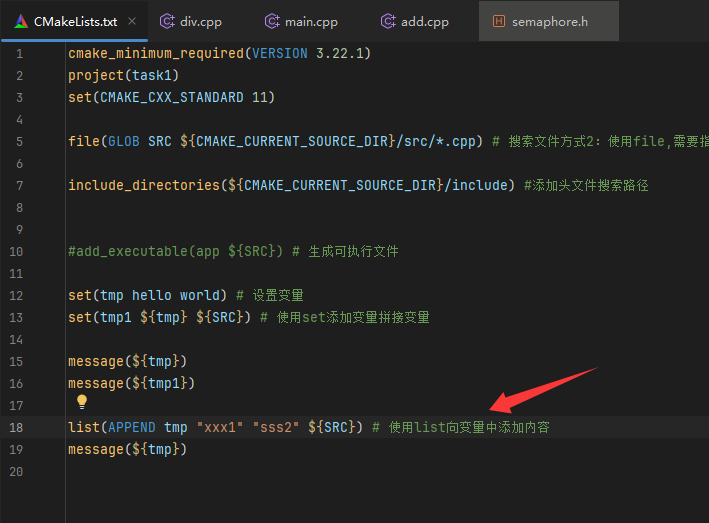 CMakeLists.txt × div.cpp main.cpp add.cpp semaphore.h
1 cmake_minimum_required(VERSION 3.22.1)
2 project(task1)
3 set(CMAKE_CXX_STANDARD 11)
4
5 file(GLOB SRC ${CMAKE_CURRENT_SOURCE_DIR}/src/*.cpp) # 搜索文件方式2：使用file,需要指
6
7 include_directories(${CMAKE_CURRENT_SOURCE_DIR}/include) #添加头文件搜索路径
8
9
10 #add_executable(app ${SRC}) # 生成可执行文件
11
12 set(tmp hello world) # 设置变量
13 set(tmp1 ${tmp} ${SRC}) # 使用set添加变量拼接变量
14
15 message(${tmp})
16 message(${tmp1})
17
18 list(APPEND tmp "xxx1" "sss2" ${SRC}) # 使用list向变量中添加内容
19 message(${tmp})
20